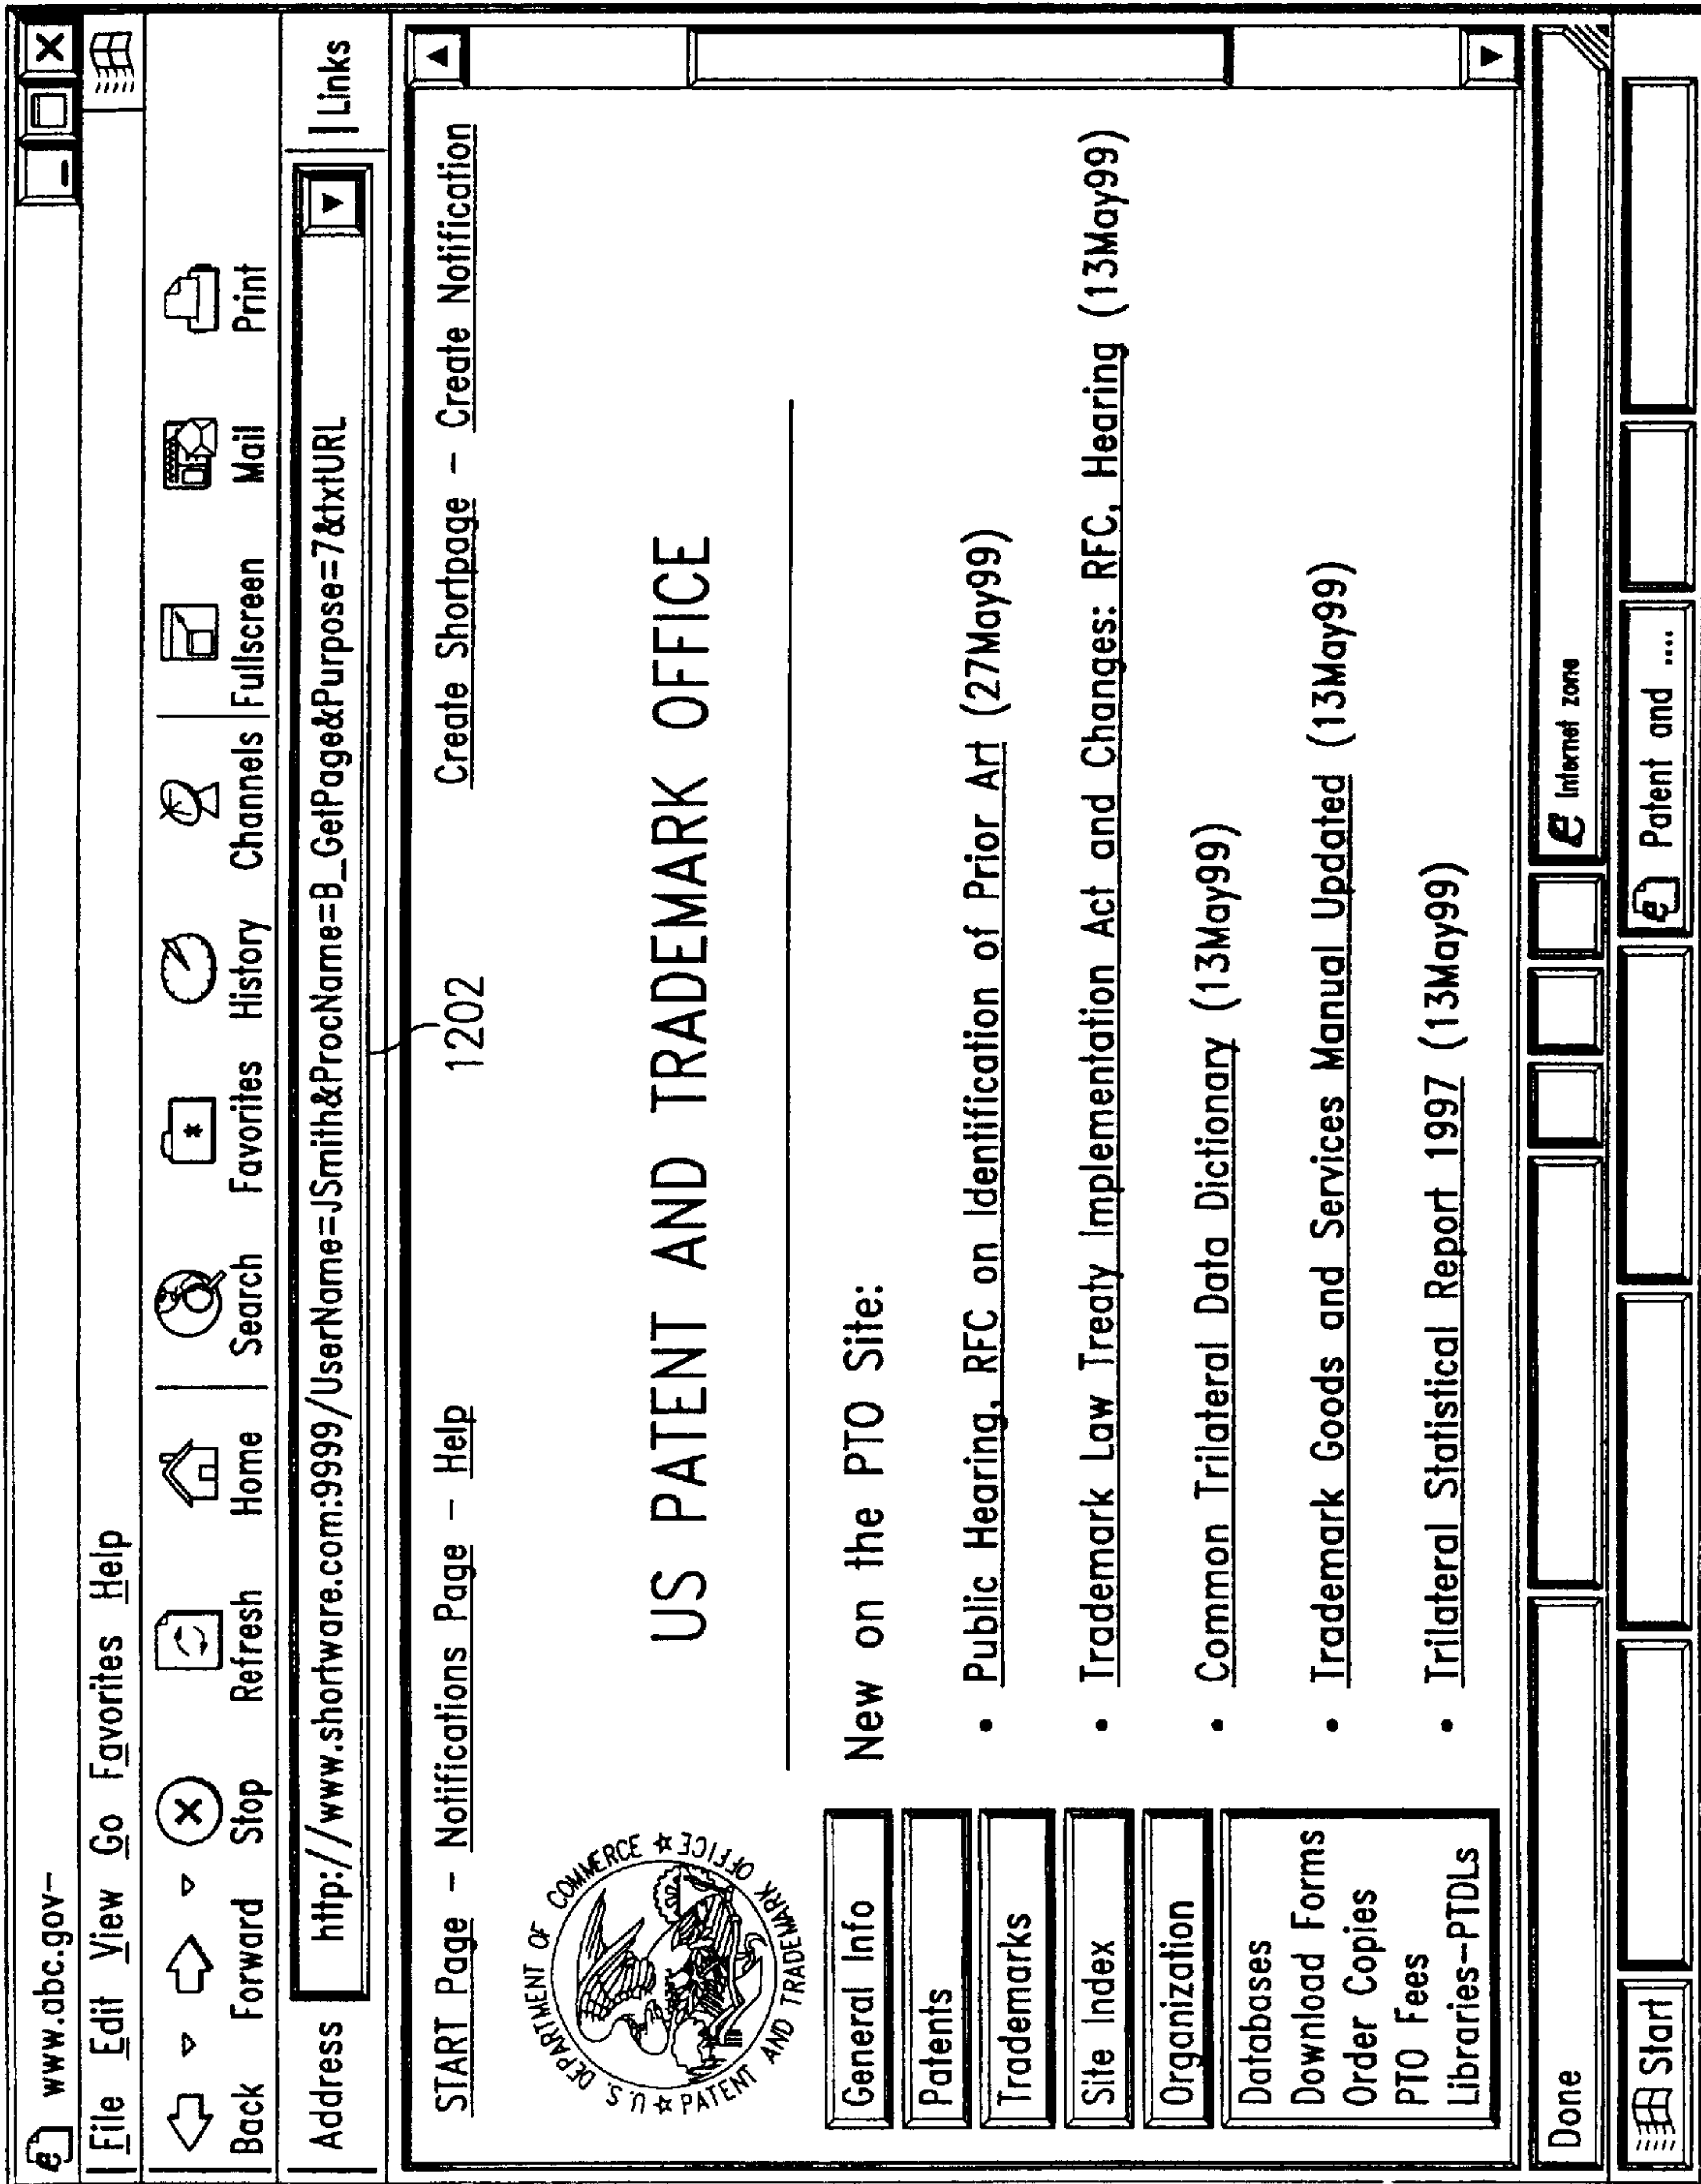 www.abc.gov-
File Edit View Go Favorites Help
Back Forward Stop Refresh Home Search Favorites History Channels Fullscreen Mail Print
Address http://www.shortware.com:9999/UserName=JSmith&ProcName=B_GetPage&Purpose=7&txtURL Links
START Page - Notifications Page - Help 1202 Create Shortpage - Create Notification
U.S. DEPARTMENT OF COMMERCE ☆ PATENT AND TRADEMARK OFFICE ☆
US PATENT AND TRADEMARK OFFICE
New on the PTO Site:
• Public Hearing, RFC on Identification of Prior Art (27May99)
• Trademark Law Treaty Implementation Act and Changes: RFC, Hearing (13May99)
• Common Trilateral Data Dictionary (13May99)
• Trademark Goods and Services Manual Updated (13May99)
• Trilateral Statistical Report 1997 (13May99)
General Info
Patents
Trademarks
Site Index
Organization
Databases
Download Forms
Order Copies
PTO Fees
Libraries-PTDLs
Done Internet zone
Start Patent and ....